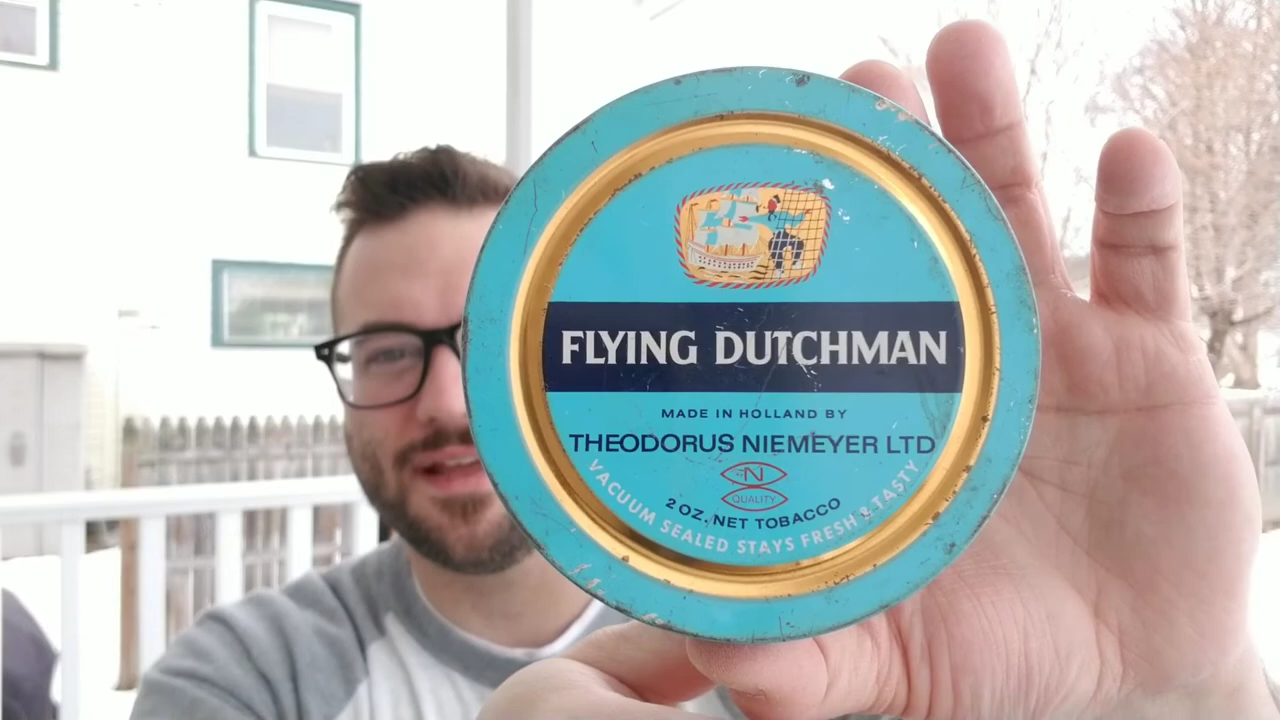 FLYING DUTCHMAN
MADE IN HOLLAND BY
THEODORUS NIEMEYER LTD
N
QUALITY
2 OZ. NET TOBACCO
VACUUM SEALED STAYS FRESH & TASTY